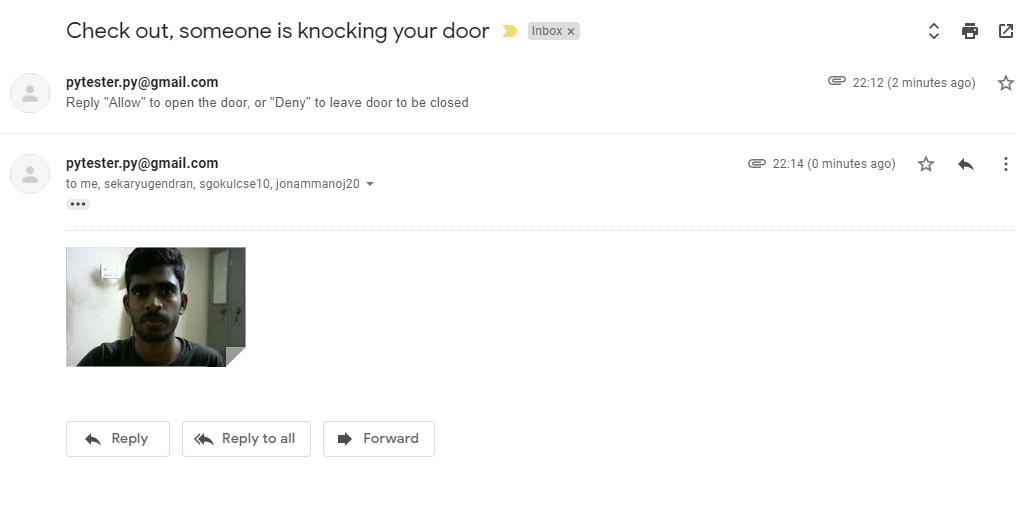 Check out, someone is knocking your door
Inbox ×
pytester.py@gmail.com
22:12 (2 minutes ago)
Reply "Allow" to open the door, or "Deny" to leave door to be closed
pytester.py@gmail.com
22:14 (0 minutes ago)
to me, sekaryugendran, sgokulcse10, jonammanoj20
Reply
Reply to all
Forward